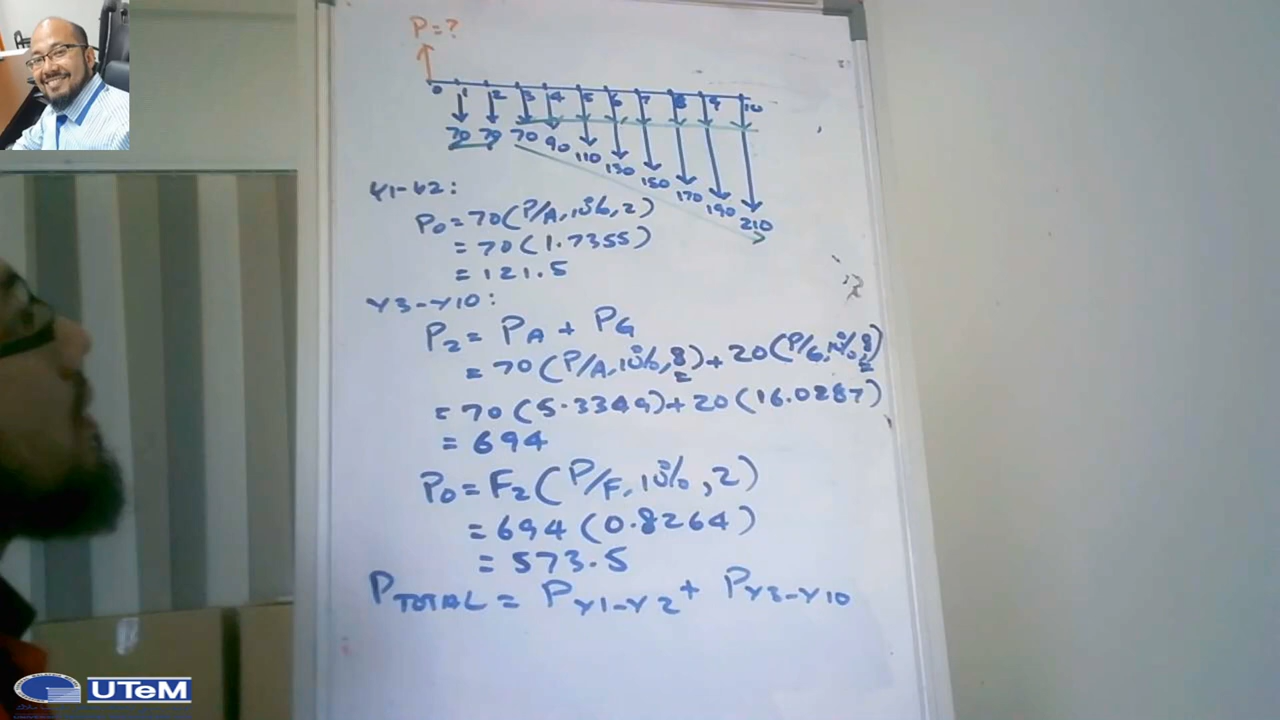 P=?
0 1 2 3 4 5 6 7 8 9 10
70 70 70 90 110 130 150 170 190 210
Y1-Y2:
P0=70(P/A,10%,2)
=70(1.7355)
=121.5
Y3-Y10:
P2= PA+PG
=70(P/A,10%,8)+20(P/G,10%,8)
=70(5.3349)+20(16.0287)
=694
P0=F2(P/F,10%,2)
=694(0.8264)
=573.5
PTOTAL= PY1-Y2+ PY3-Y10
UTeM